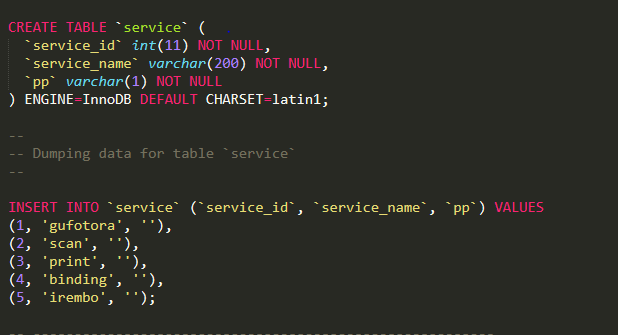 CREATE TABLE `service` (
`service_id` int(11) NOT NULL,
`service_name` varchar(200) NOT NULL,
`pp` varchar(1) NOT NULL
) ENGINE=InnoDB DEFAULT CHARSET=latin1;
--
-- Dumping data for table `service`
--
INSERT INTO `service` (`service_id`, `service_name`, `pp`) VALUES
(1, 'gufotora', ''),
(2, 'scan', ''),
(3, 'print', ''),
(4, 'binding', ''),
(5, 'irembo', '');